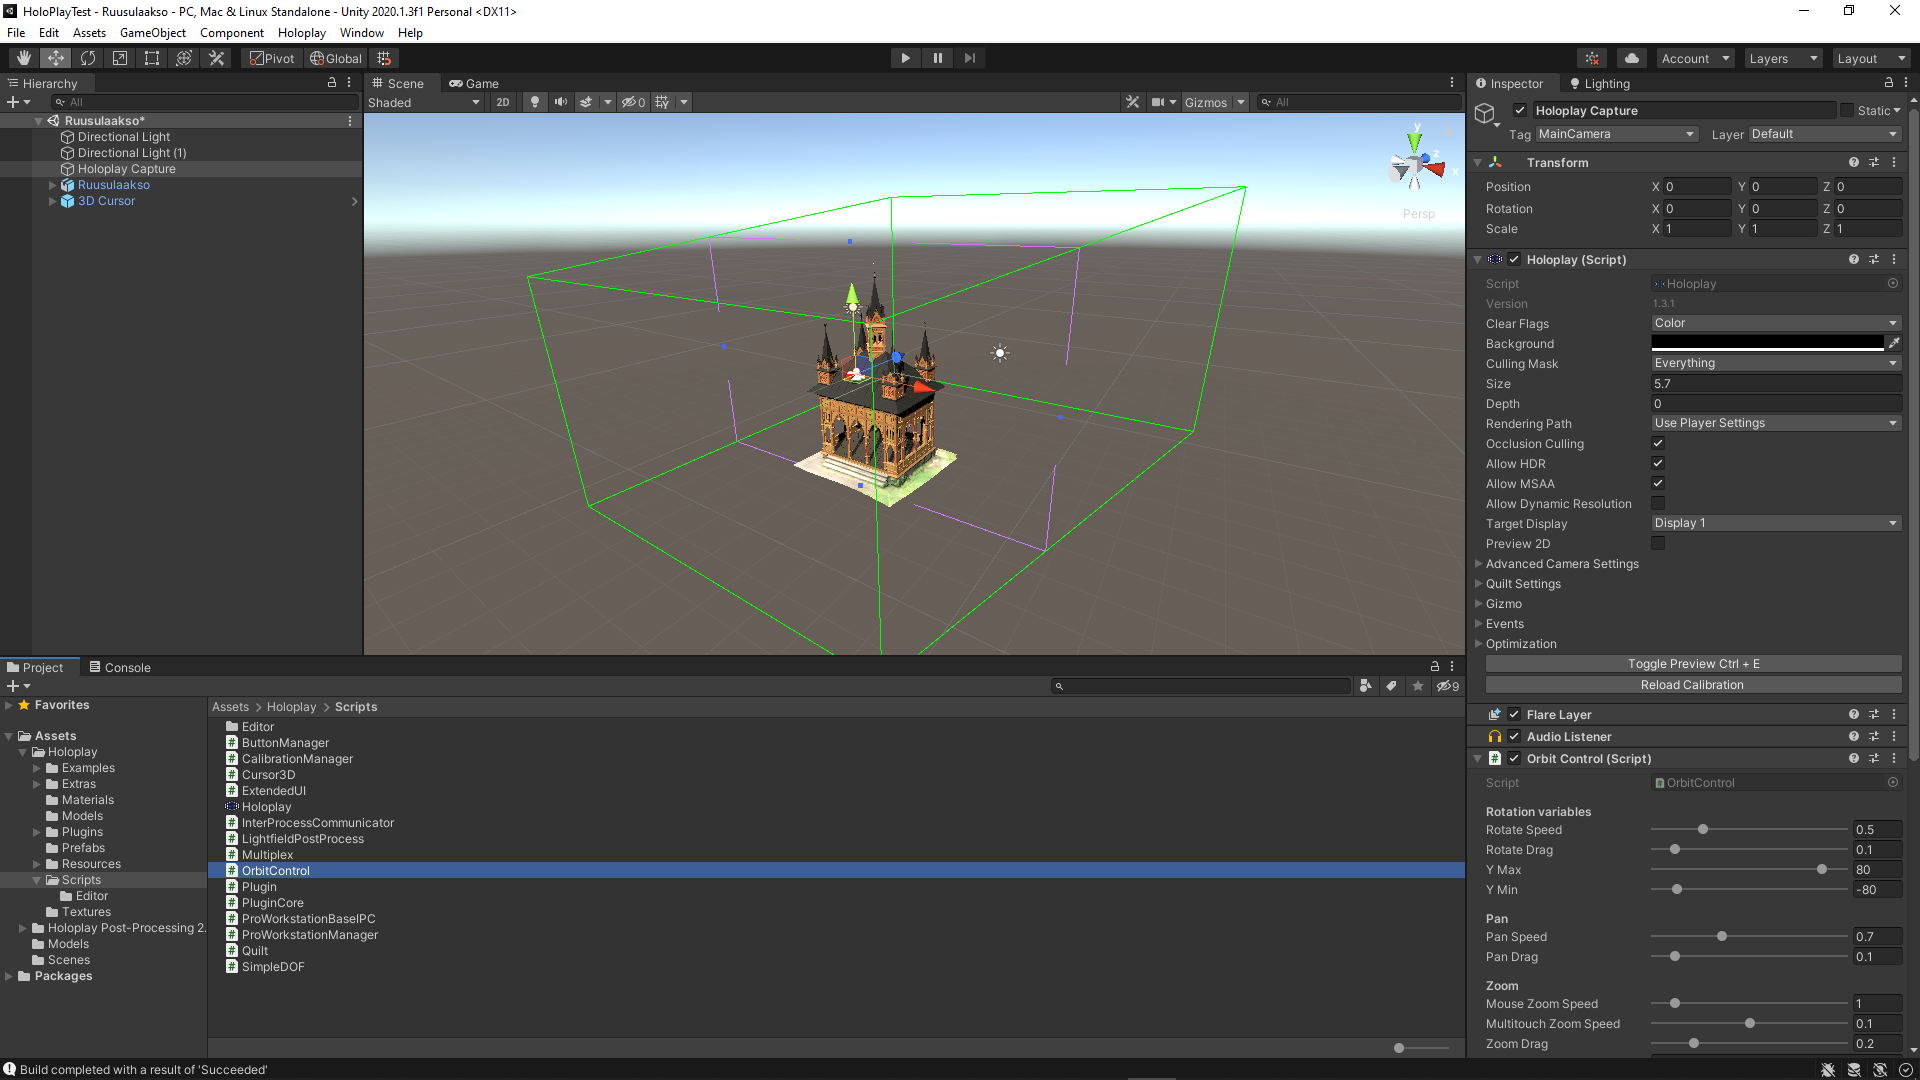 HoloPlayTest - Ruusulaakso - PC, Mac & Linux Standalone - Unity 2020.1.3f1 Personal <DX11>
File Edit Assets GameObject Component Holoplay Window Help
Pivot Global Account Layers Layout
Hierarchy
All
Ruusulaakso*
Directional Light
Directional Light (1)
Holoplay Capture
Ruusulaakso
3D Cursor
Scene Game
Shaded 2D 0 Gizmos All
y
z
x
Persp
Inspector Lighting
Holoplay Capture Static
Tag MainCamera Layer Default
Transform
Position X 0 Y 0 Z 0
Rotation X 0 Y 0 Z 0
Scale X 1 Y 1 Z 1
Holoplay (Script)
Script Holoplay
Version 1.3.1
Clear Flags Color
Background
Culling Mask Everything
Size 5.7
Depth 0
Rendering Path Use Player Settings
Occlusion Culling
Allow HDR
Allow MSAA
Allow Dynamic Resolution
Target Display Display 1
Preview 2D
Advanced Camera Settings
Quilt Settings
Gizmo
Events
Optimization
Toggle Preview Ctrl + E
Reload Calibration
Flare Layer
Audio Listener
Orbit Control (Script)
Script OrbitControl
Rotation variables
Rotate Speed 0.5
Rotate Drag 0.1
Y Max 80
Y Min -80
Pan
Pan Speed 0.7
Pan Drag 0.1
Zoom
Mouse Zoom Speed 1
Multitouch Zoom Speed 0.1
Zoom Drag 0.2
Project Console
9
Favorites
Assets
Holoplay
Examples
Extras
Materials
Models
Plugins
Prefabs
Resources
Scripts
Editor
Textures
Holoplay Post-Processing 2.
Models
Scenes
Packages
Assets > Holoplay > Scripts
Editor
ButtonManager
CalibrationManager
Cursor3D
ExtendedUI
Holoplay
InterProcessCommunicator
LightfieldPostProcess
Multiplex
OrbitControl
Plugin
PluginCore
ProWorkstationBaseIPC
ProWorkstationManager
Quilt
SimpleDOF
Build completed with a result of 'Succeeded'